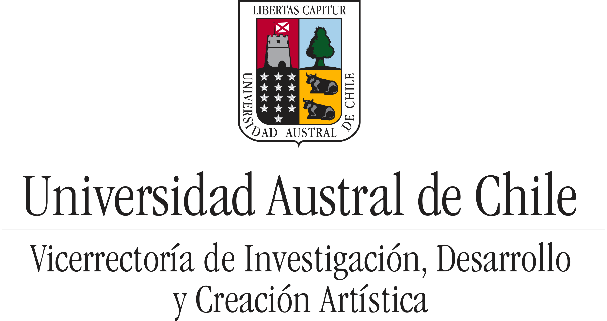 LIBERTAS CAPITUR
UNIVERSIDAD AUSTRAL DE CHILE
Universidad Austral de Chile
Vicerrectoría de Investigación, Desarrollo
y Creación Artística